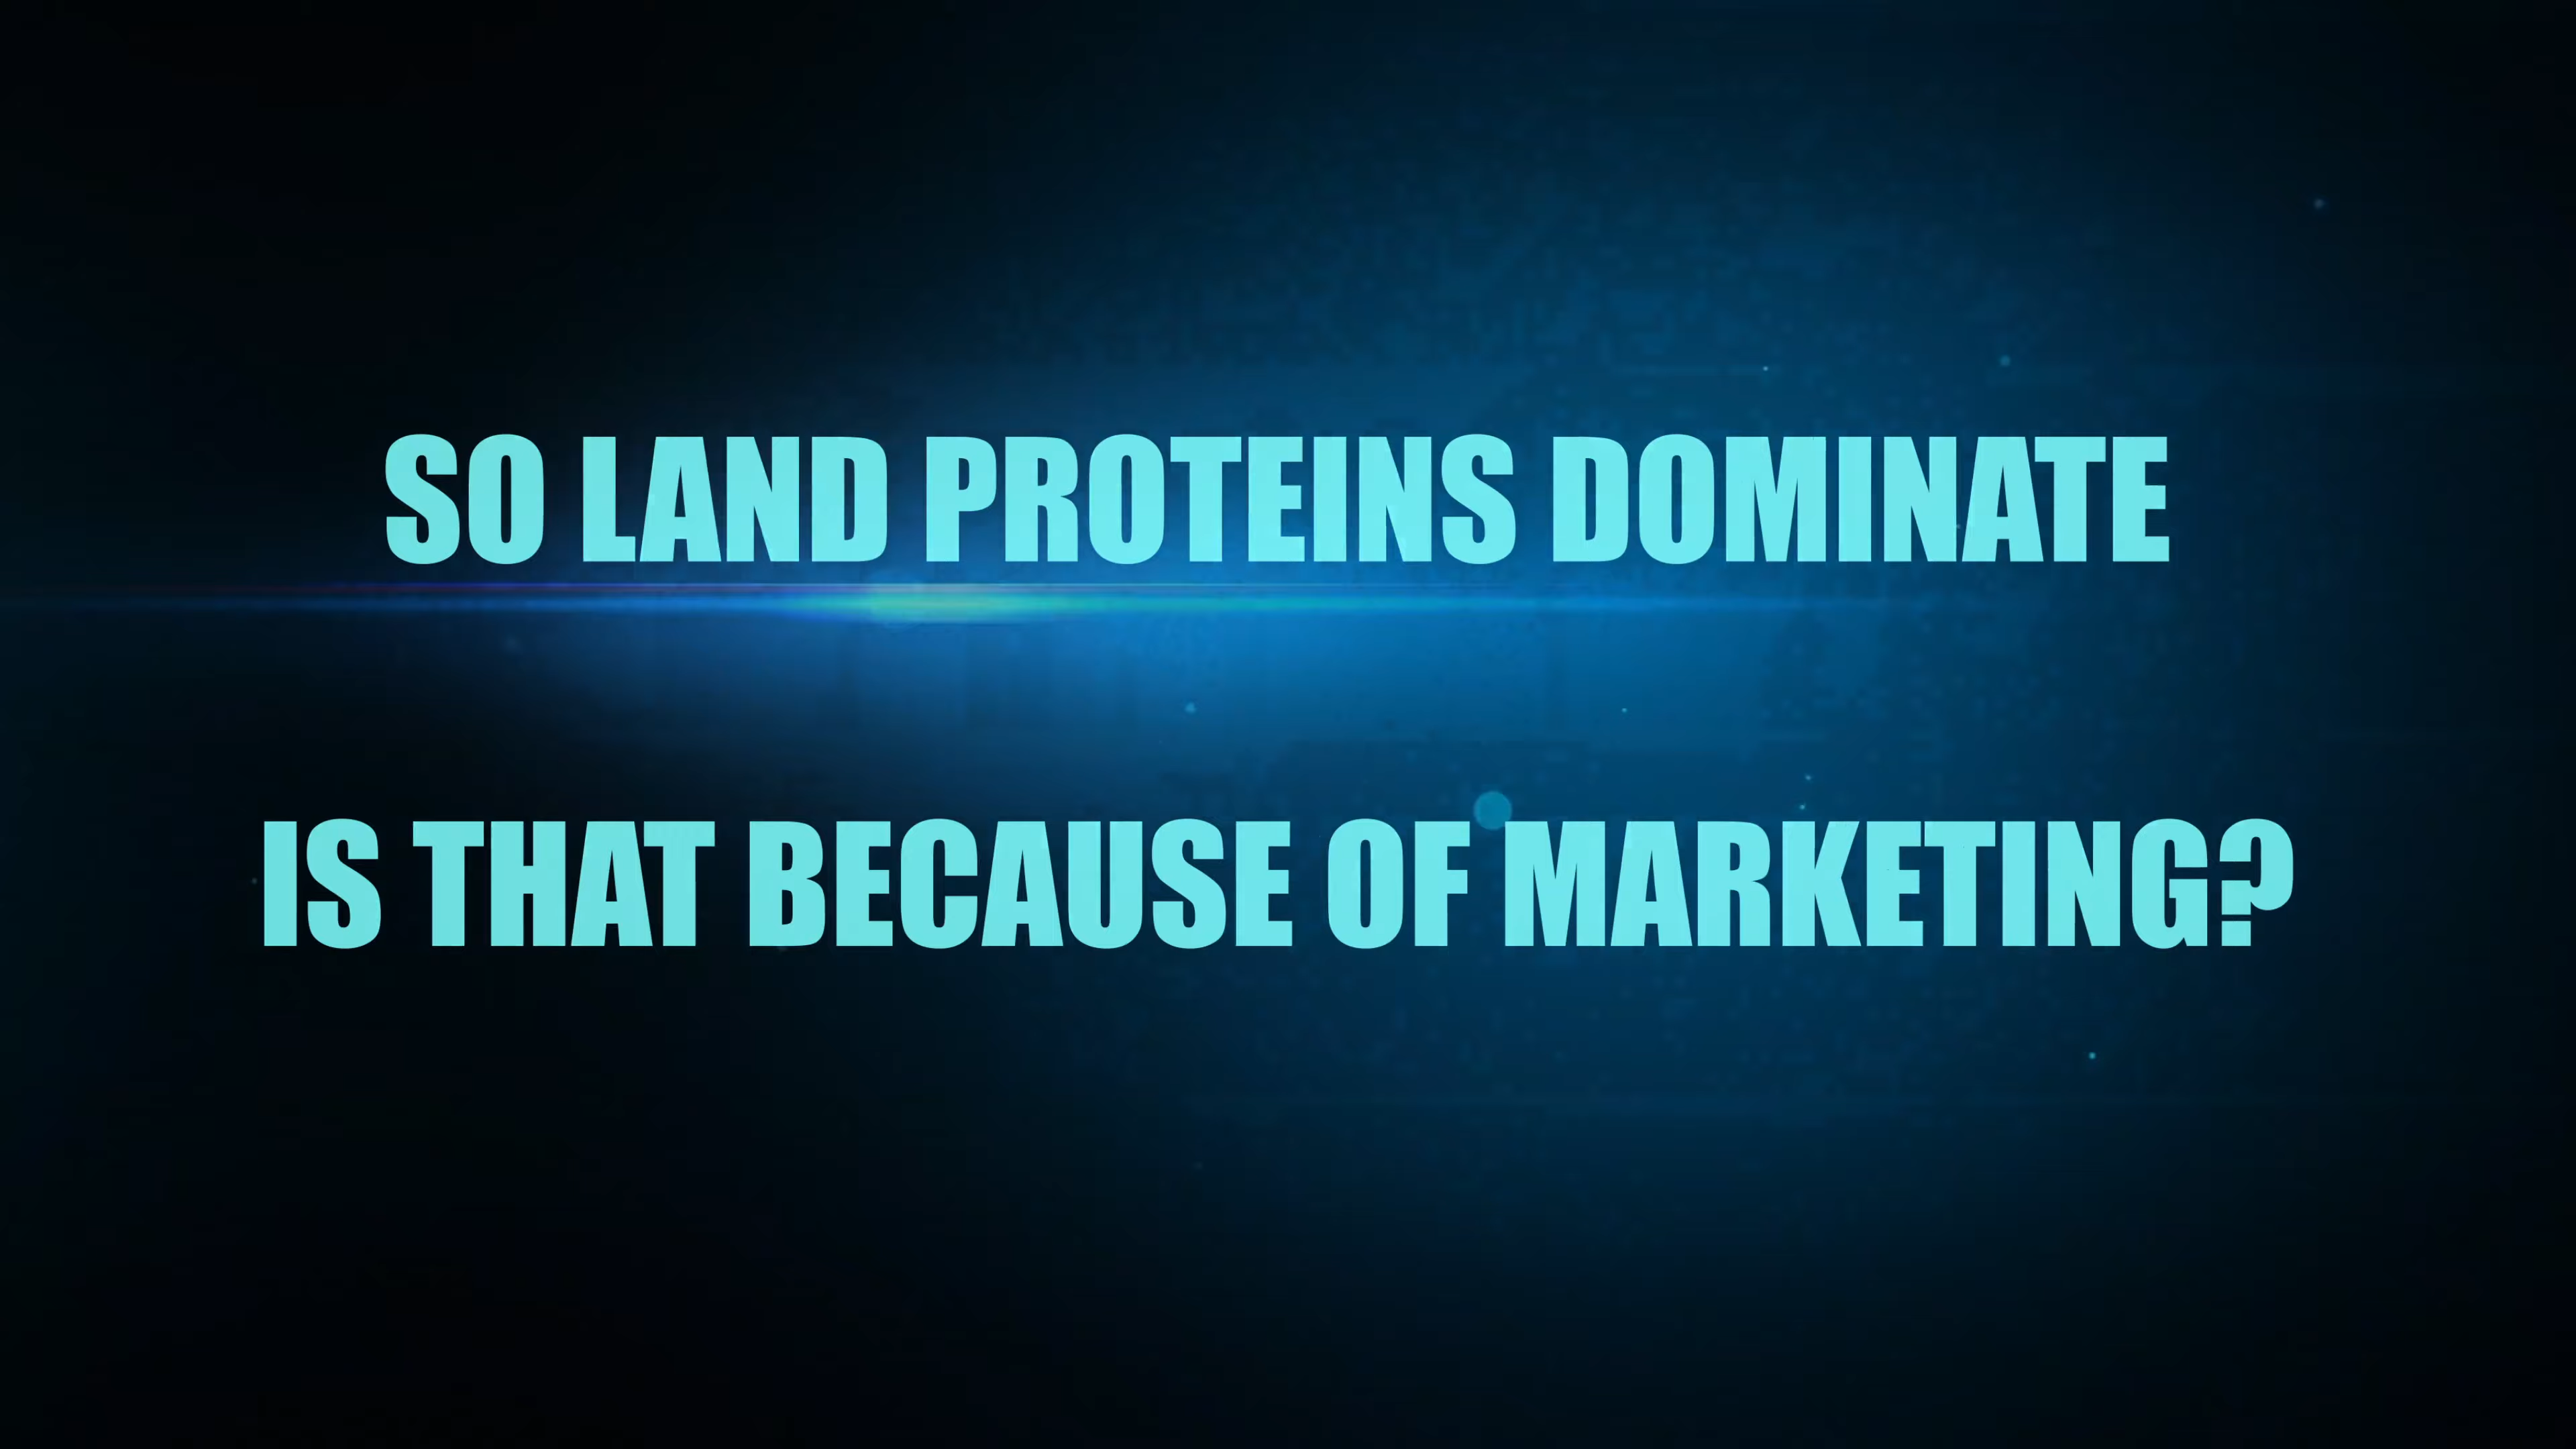 SO LAND PROTEINS DOMINATE
IS THAT BECAUSE OF MARKETING?